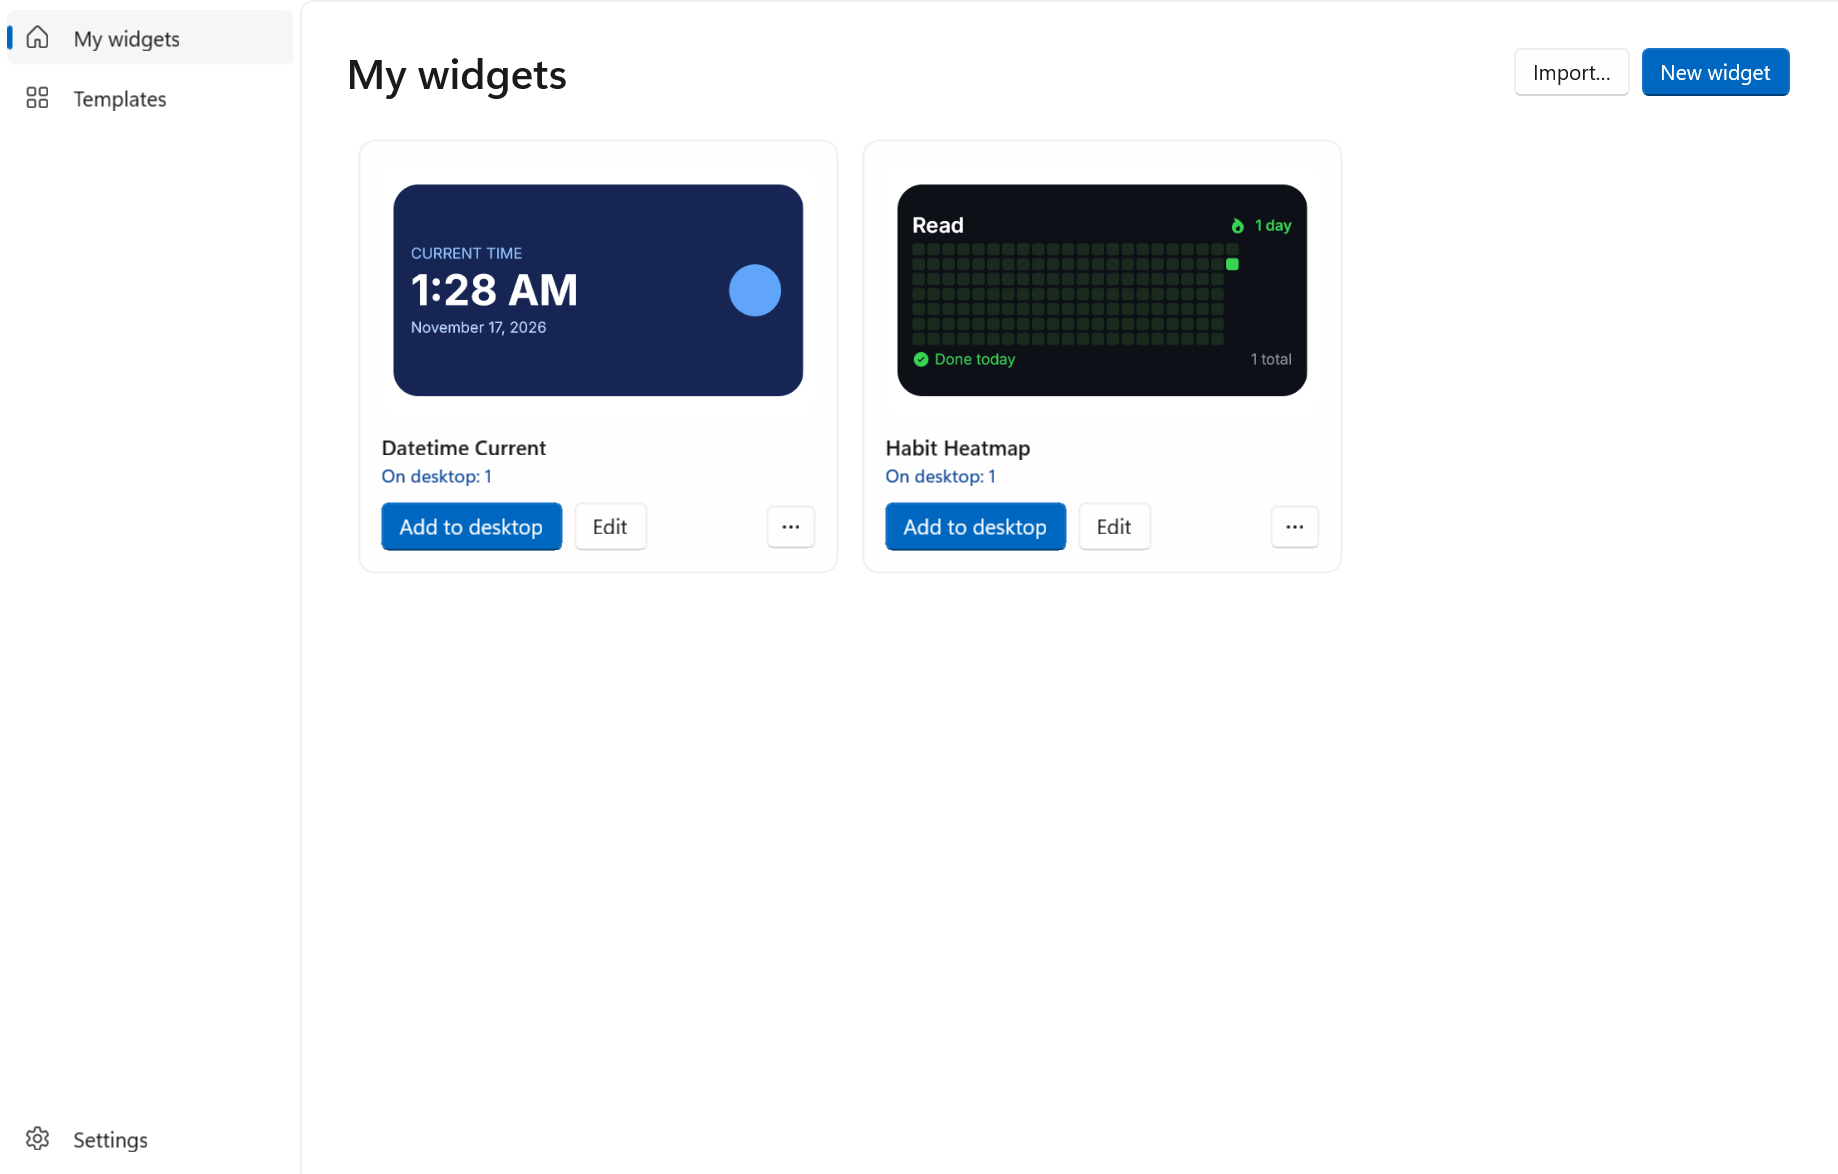 My widgets
Templates
Settings
My widgets
Import...
New widget
CURRENT TIME
1:28 AM
November 17, 2026
Datetime Current
On desktop: 1
Add to desktop
Edit
Read
1 day
Done today
1 total
Habit Heatmap
On desktop: 1
Add to desktop
Edit